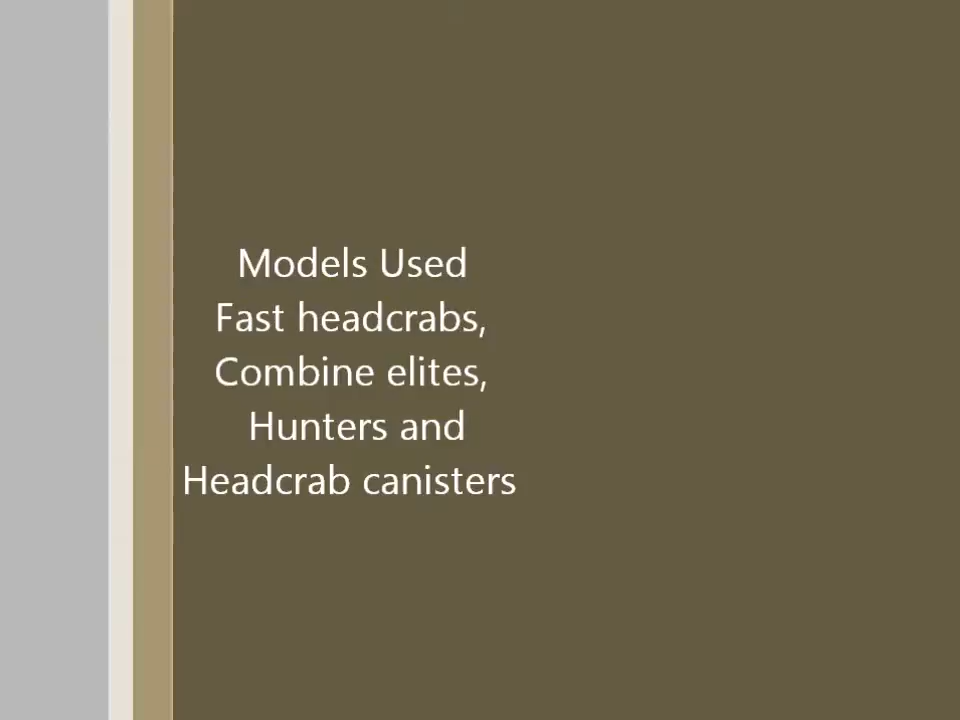 Models Used
Fast headcrabs,
Combine elites,
Hunters and
Headcrab canisters